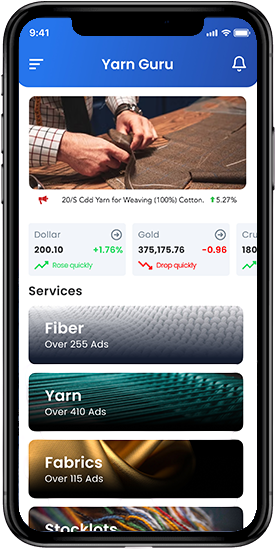 9:41
Yarn Guru
20/S Cdd Yarn for Weaving (100%) Cotton. 5.27%
Dollar Gold Cru
200.10 +1.76% 375,175.76 -0.96 180
Rose quickly Drop quickly
Services
Fiber
Over 255 Ads
Yarn
Over 410 Ads
Fabrics
Over 115 Ads
Stocklots